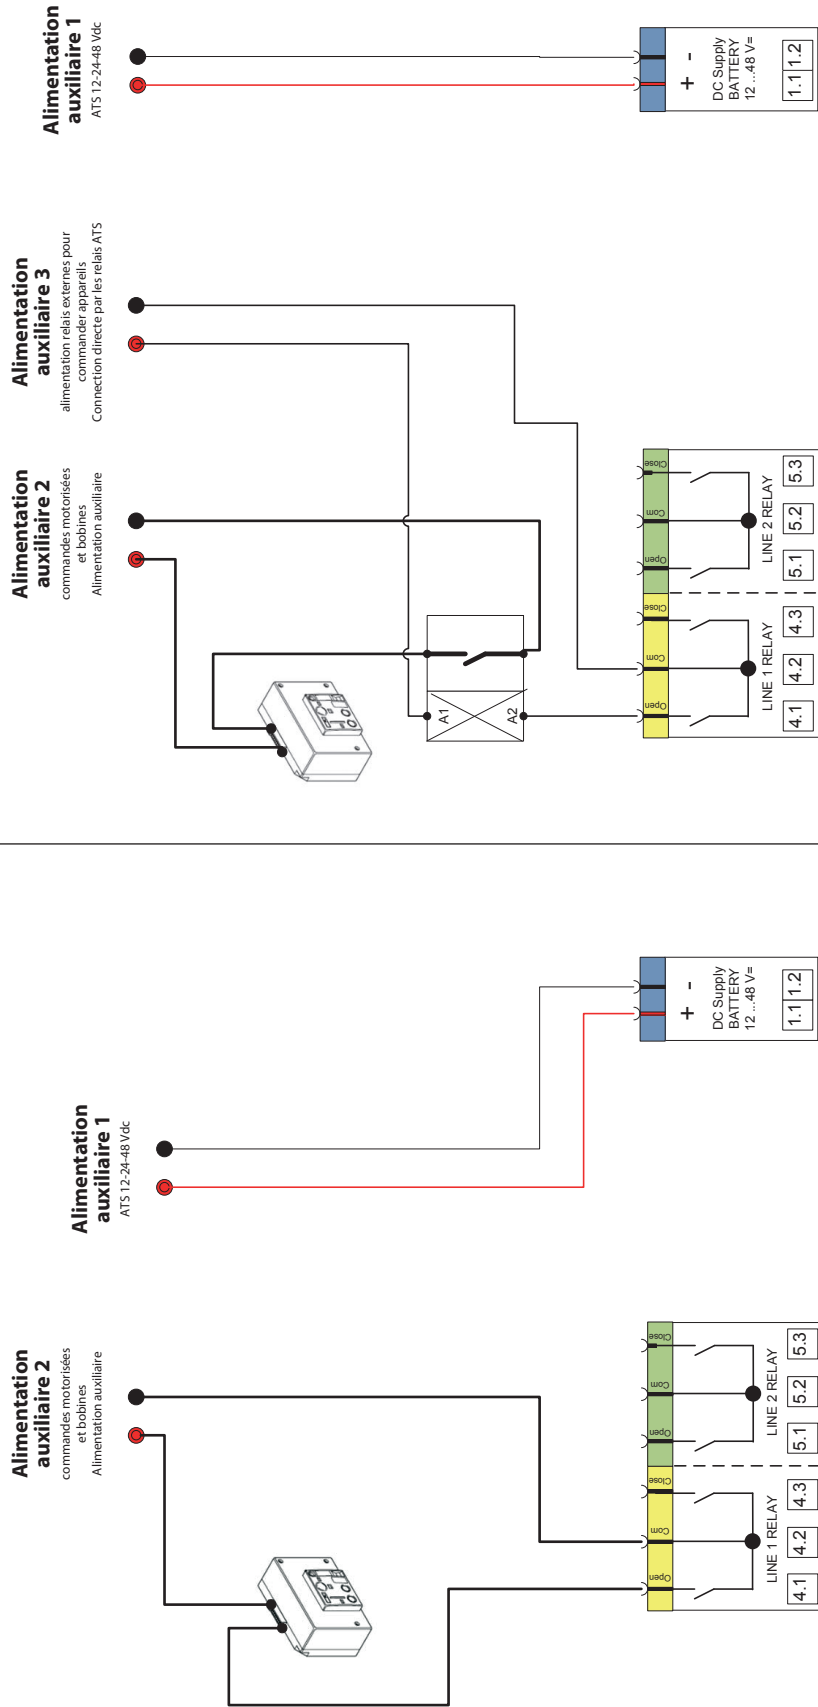 Alimentation
auxiliaire 2
commandes motorisées
et bobines
Alimentation auxiliaire
Alimentation
auxiliaire 1
ATS 12-24-48 Vdc
Open
Com
Close
Open
Com
Close
LINE 1 RELAY
LINE 2 RELAY
4.1
4.2
4.3
5.1
5.2
5.3
+ -
DC Supply
BATTERY
12 ...48 V=
1.1
1.2
Alimentation
auxiliaire 2
commandes motorisées
et bobines
Alimentation auxiliaire
Alimentation
auxiliaire 3
alimentation relais externes pour
commander appareils
Connection directe par les relais ATS
Alimentation
auxiliaire 1
ATS 12-24-48 Vdc
A1
A2
Open
Com
Close
Open
Com
Close
LINE 1 RELAY
LINE 2 RELAY
4.1
4.2
4.3
5.1
5.2
5.3
+ -
DC Supply
BATTERY
12 ...48 V=
1.1
1.2